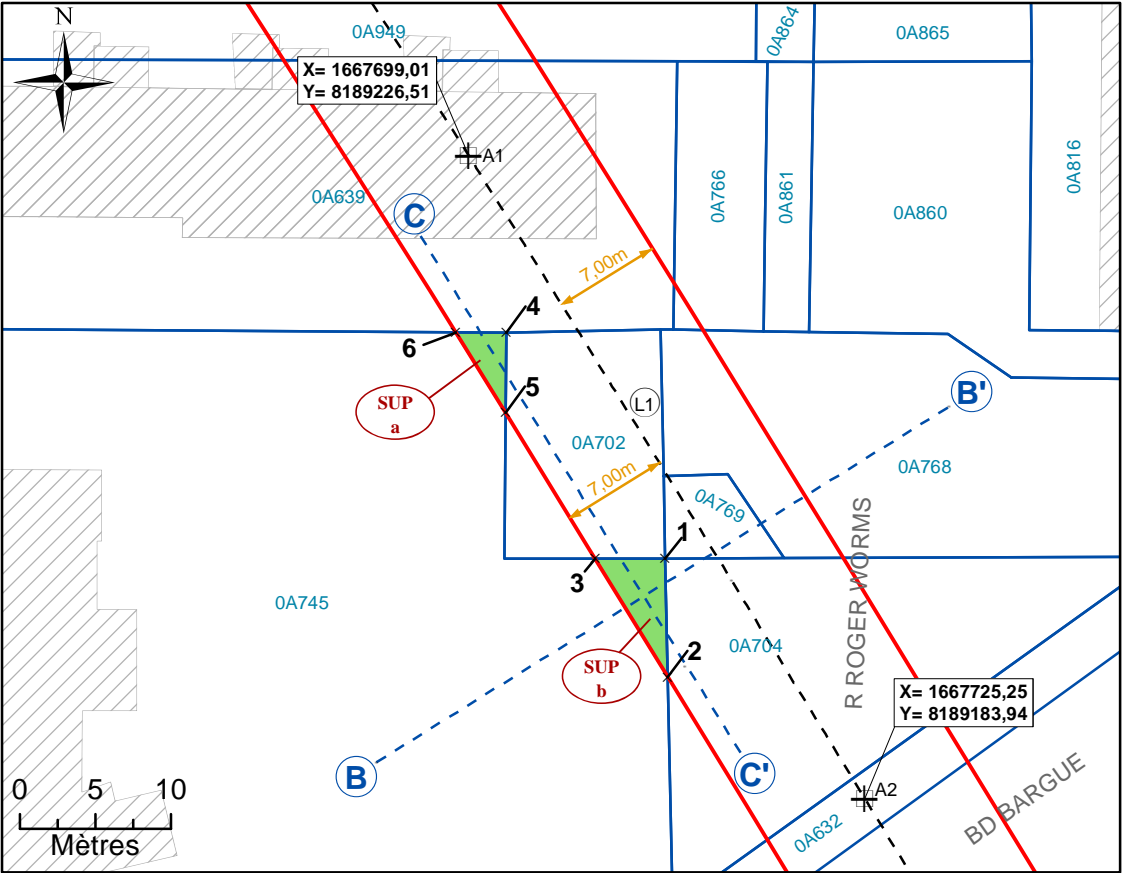 N
0A949
0A864
0A865
X= 1667699,01
Y= 8189226,51
A1
0A639
0A766
0A861
0A860
0A816
C
7,00m
4
6
5
SUP
a
L1
B'
0A702
0A768
7,00m
0A769
R ROGER WORMS
1
3
0A745
0A704
2
SUP
b
X= 1667725,25
Y= 8189183,94
B
C'
A2
0 5 10
Mètres
0A632
BD BARGUE